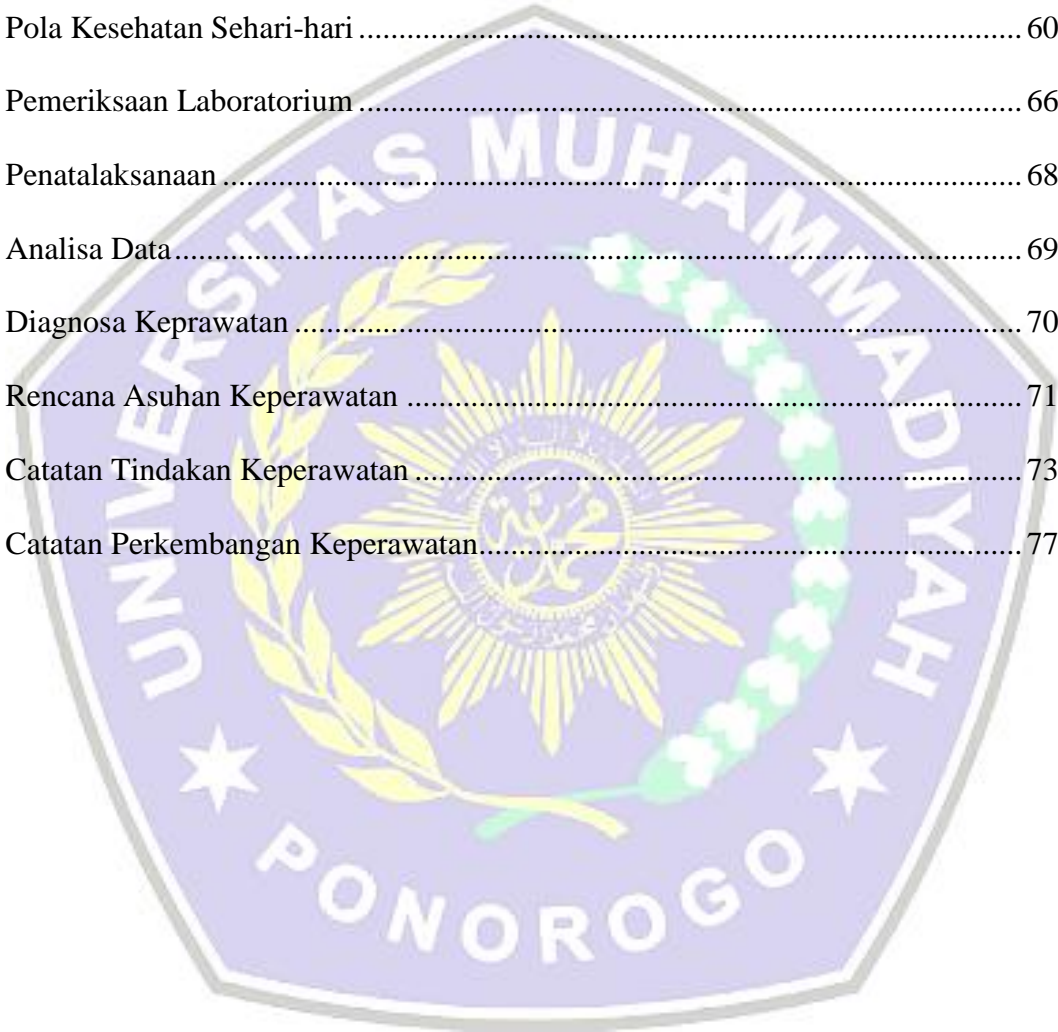 Pola Kesehatan Sehari-hari ........................................................................................ 60
Pemeriksaan Laboratorium ........................................................................................ 66
Penatalaksanaan ........................................................................................ 68
Analisa Data ........................................................................................ 69
Diagnosa Keprawatan ........................................................................................ 70
Rencana Asuhan Keperawatan ........................................................................................ 71
Catatan Tindakan Keperawatan ........................................................................................ 73
Catatan Perkembangan Keperawatan ........................................................................................ 77
UNIVERSITAS MUHAMMADIYAH
PONOROGO